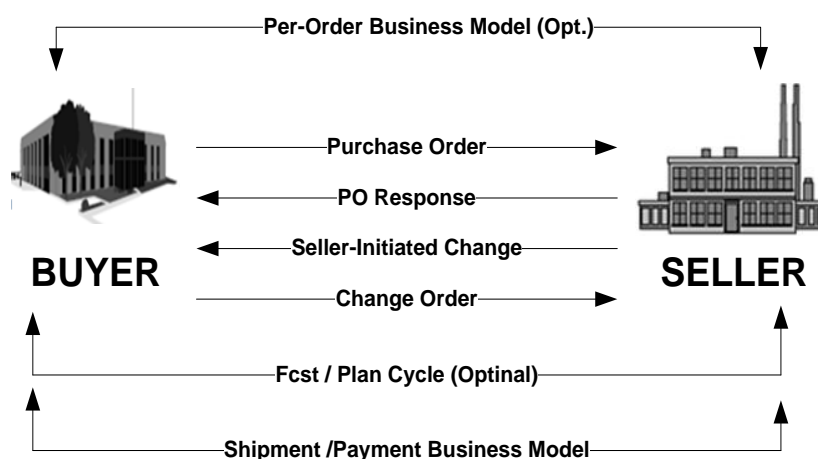 Per-Order Business Model (Opt.)
Purchase Order
PO Response
Seller-Initiated Change
BUYER
SELLER
Change Order
Fcst / Plan Cycle (Optinal)
Shipment /Payment Business Model